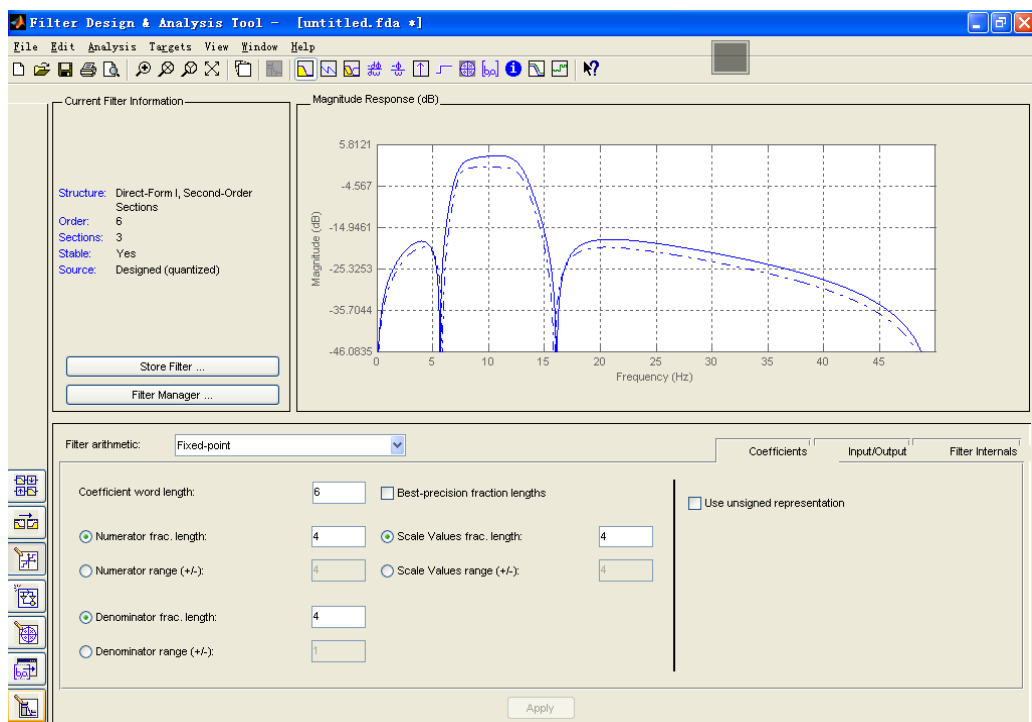 Filter Design & Analysis Tool - [untitled.fda *]
File Edit Analysis Targets View Window Help
Current Filter Information
Structure: Direct-Form I, Second-Order Sections
Order: 6
Sections: 3
Stable: Yes
Source: Designed (quantized)
Store Filter ...
Filter Manager ...
Magnitude Response (dB)
5.8121
-4.567
-14.9461
-25.3253
-35.7044
-46.0835
Magnitude (dB)
0 5 10 15 20 25 30 35 40 45
Frequency (Hz)
Filter arithmetic: Fixed-point
Coefficients Input/Output Filter Internals
Coefficient word length: 6 Best-precision fraction lengths
Use unsigned representation
Numerator frac. length: 4 Scale Values frac. length: 4
Numerator range (+/-): 4 Scale Values range (+/-): 4
Denominator frac. length: 4
Denominator range (+/-): 1
Apply